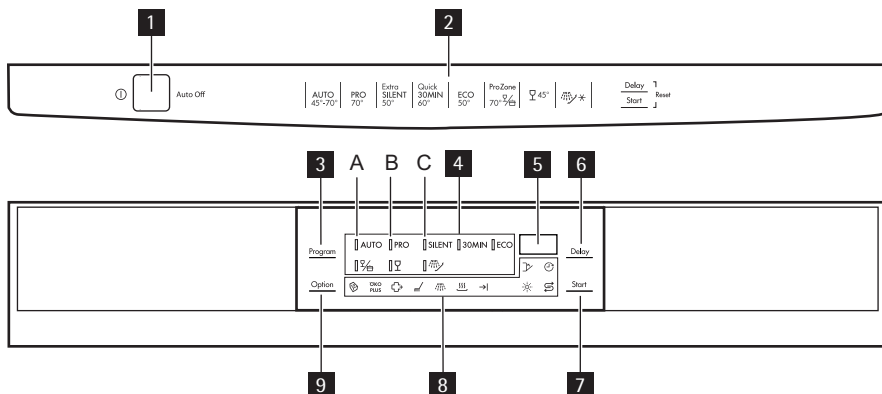 1
2
Auto Off
AUTO 45°-70°
PRO 70°
Extra SILENT 50°
Quick 30MIN 60°
ECO 50°
ProZone 70°
45°
Delay
Start
Reset
3
A
B
C
4
5
6
Program
AUTO PRO SILENT 30MIN ECO
Delay
Option
ÖKO PLUS
Start
9
8
7